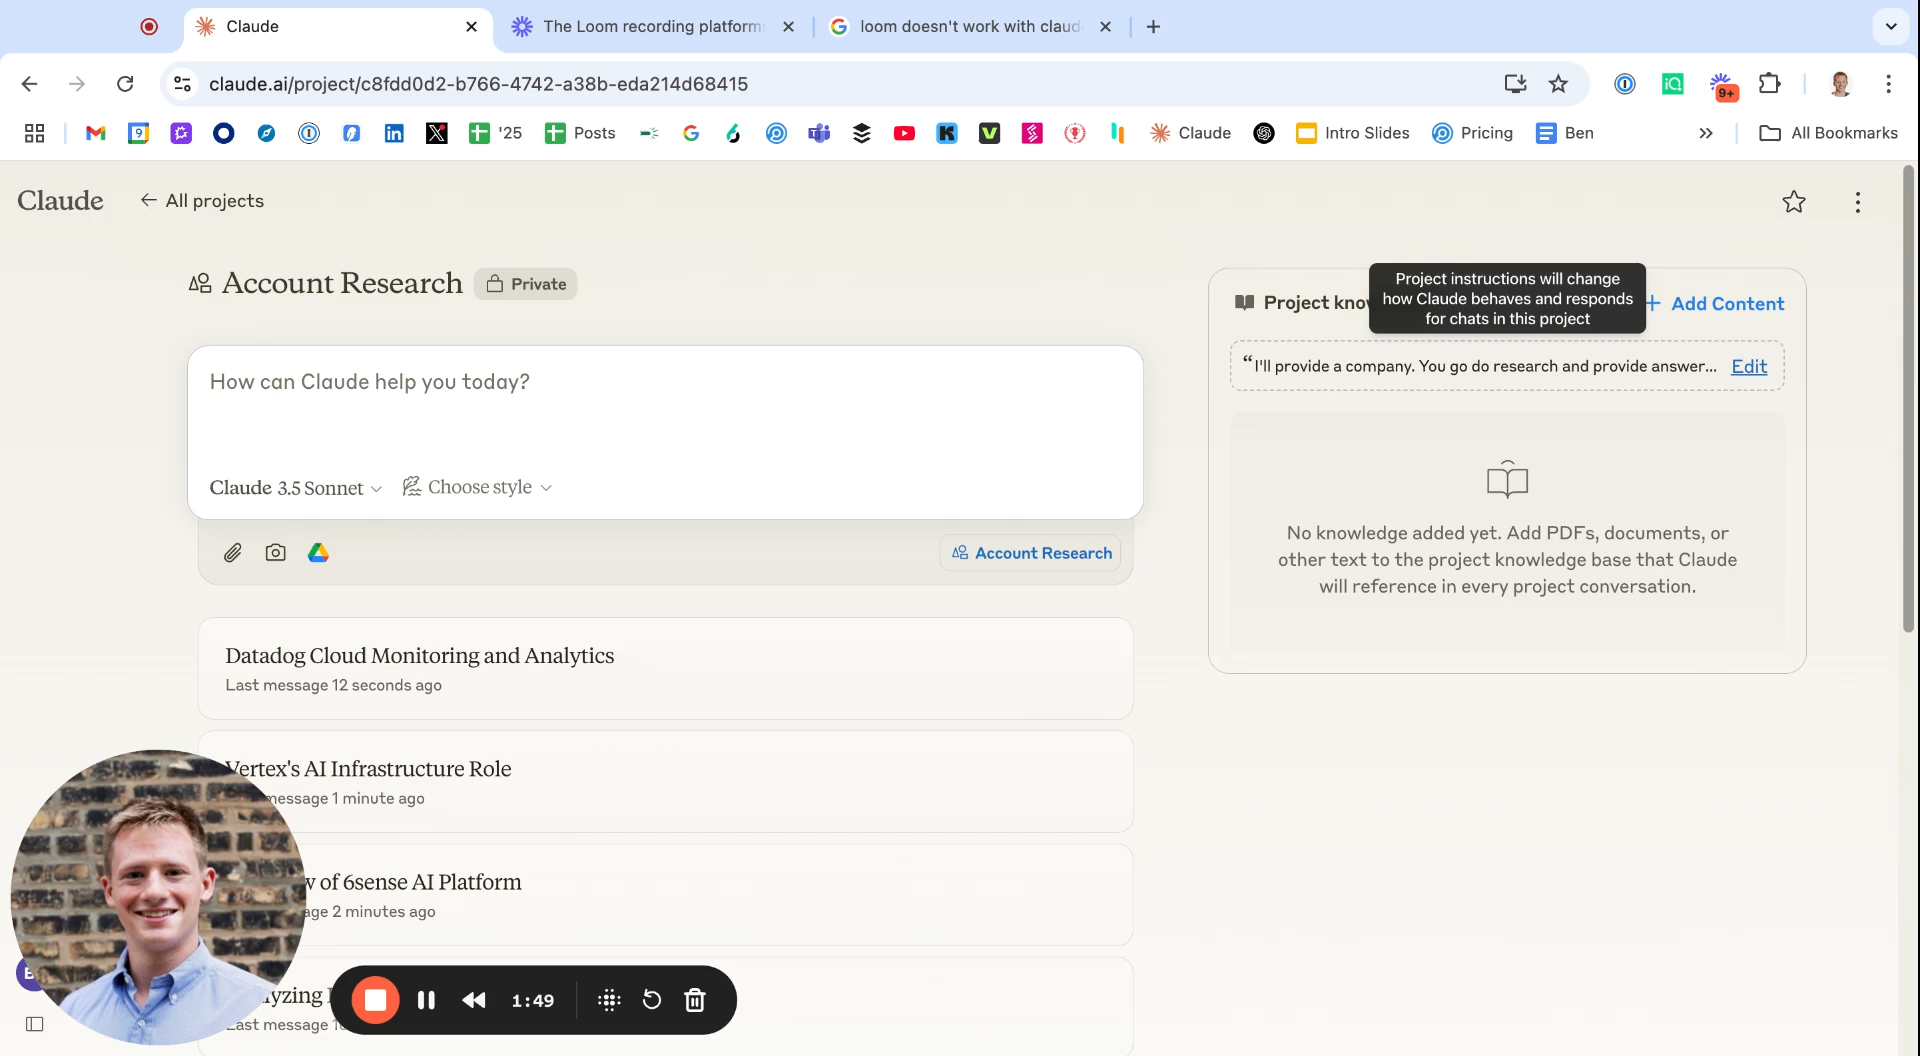 Claude
The Loom recording platform
loom doesn't work with claud
claude.ai/project/c8fdd0d2-b766-4742-a38b-eda214d68415
9+
9
'25
Posts
Claude
Intro Slides
Pricing
Ben
All Bookmarks
Claude
All projects
Account Research
Private
Project know
Project instructions will change
how Claude behaves and responds
for chats in this project
+ Add Content
“I'll provide a company. You go do research and provide answer...
Edit
How can Claude help you today?
Claude 3.5 Sonnet
Choose style
Account Research
No knowledge added yet. Add PDFs, documents, or
other text to the project knowledge base that Claude
will reference in every project conversation.
Datadog Cloud Monitoring and Analytics
Last message 12 seconds ago
Vertex's AI Infrastructure Role
message 1 minute ago
of 6sense AI Platform
2 minutes ago
Last message
1:49